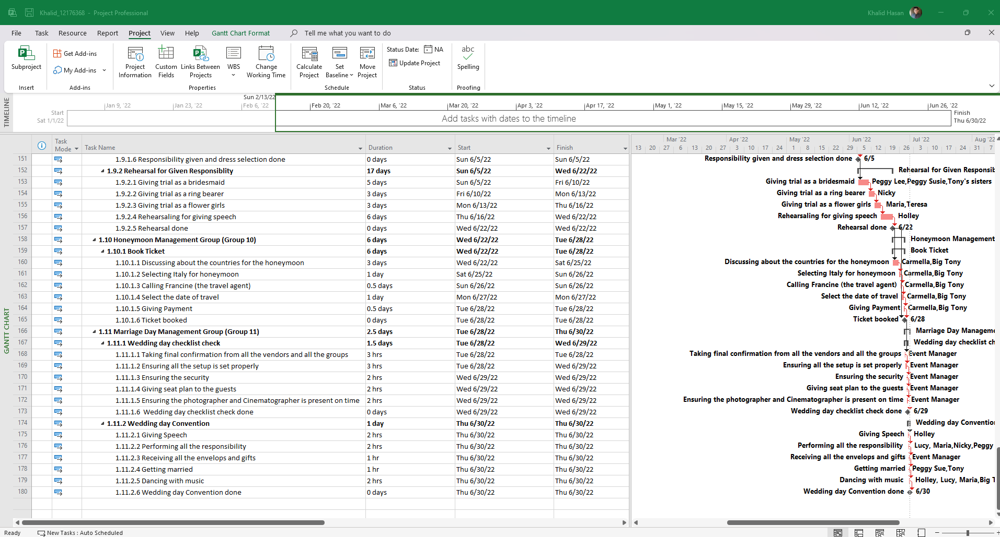 Khalid_12176368 - Project Professional
Khalid Hasan
File Task Resource Report Project View Help Gantt Chart Format Tell me what you want to do
Subproject
Insert
Get Add-ins
My Add-ins
Add-ins
Project Information
Custom Fields
Links Between Projects
WBS
Change Working Time
Properties
Calculate Project
Set Baseline
Move Project
Schedule
Status Date: NA
Update Project
Status
abc
Spelling
Proofing
TIMELINE
Sun 2/13/22
Jan 9, '22 Jan 23, '22 Feb 6, '22 Feb 20, '22 Mar 6, '22 Mar 20, '22 Apr 3, '22 Apr 17, '22 May 1, '22 May 15, '22 May 29, '22 Jun 12, '22 Jun 26, '22
Start
Sat 1/1/22
Add tasks with dates to the timeline
Finish
Thu 6/30/22
GANTT CHART
Task Mode Task Name Duration Start Finish
151 1.9.1.6 Responsibility given and dress selection done 0 days Sun 6/5/22 Sun 6/5/22
152 1.9.2 Rehearsal for Given Responsiblity 17 days Sun 6/5/22 Wed 6/22/22
153 1.9.2.1 Giving trial as a bridesmaid 5 days Sun 6/5/22 Fri 6/10/22
154 1.9.2.2 Giving trial as a ring bearer 3 days Fri 6/10/22 Mon 6/13/22
155 1.9.2.3 Giving trial as a flower girls 3 days Mon 6/13/22 Thu 6/16/22
156 1.9.2.4 Rehearsaling for giving speech 6 days Thu 6/16/22 Wed 6/22/22
157 1.9.2.5 Rehearsal done 0 days Wed 6/22/22 Wed 6/22/22
158 1.10 Honeymoon Management Group (Group 10) 6 days Wed 6/22/22 Tue 6/28/22
159 1.10.1 Book Ticket 6 days Wed 6/22/22 Tue 6/28/22
160 1.10.1.1 Discussing about the countries for the honeymoon 3 days Wed 6/22/22 Sat 6/25/22
161 1.10.1.2 Selecting Italy for honeymoon 1 day Sat 6/25/22 Sun 6/26/22
162 1.10.1.3 Calling Francine (the travel agent) 0.5 days Sun 6/26/22 Sun 6/26/22
163 1.10.1.4 Select the date of travel 1 day Mon 6/27/22 Mon 6/27/22
164 1.10.1.5 Giving Payment 0.5 days Tue 6/28/22 Tue 6/28/22
165 1.10.1.6 Ticket booked 0 days Tue 6/28/22 Tue 6/28/22
166 1.11 Marriage Day Management Group (Group 11) 2.5 days Tue 6/28/22 Thu 6/30/22
167 1.11.1 Wedding day checklist check 1.5 days Tue 6/28/22 Wed 6/29/22
168 1.11.1.1 Taking final confirmation from all the vendors and all the groups 3 hrs Tue 6/28/22 Tue 6/28/22
169 1.11.1.2 Ensuring all the setup is set properly 3 hrs Tue 6/28/22 Wed 6/29/22
170 1.11.1.3 Ensuring the security 2 hrs Wed 6/29/22 Wed 6/29/22
171 1.11.1.4 Giving seat plan to the guests 2 hrs Wed 6/29/22 Wed 6/29/22
172 1.11.1.5 Ensuring the photographer and Cinematographer is present on time 2 hrs Wed 6/29/22 Wed 6/29/22
173 1.11.1.6 Wedding day checklist check done 0 days Wed 6/29/22 Wed 6/29/22
174 1.11.2 Wedding day Convention 1 day Thu 6/30/22 Thu 6/30/22
175 1.11.2.1 Giving Speech 2 hrs Thu 6/30/22 Thu 6/30/22
176 1.11.2.2 Performing all the responsibility 2 hrs Thu 6/30/22 Thu 6/30/22
177 1.11.2.3 Receiving all the envelops and gifts 1 hr Thu 6/30/22 Thu 6/30/22
178 1.11.2.4 Getting married 1 hr Thu 6/30/22 Thu 6/30/22
179 1.11.2.5 Dancing with music 2 hrs Thu 6/30/22 Thu 6/30/22
180 1.11.2.6 Wedding day Convention done 0 days Thu 6/30/22 Thu 6/30/22
Mar '22 Apr '22 May '22 Jun '22 Jul '22 Aug '22
13 20 27 6 13 20 27 3 10 17 24 1 8 15 22 29 5 12 19 26 3 10 17 24 31 7
Responsibility given and dress selection done 6/5
Rehearsal for Given Responsib
Giving trial as a bridesmaid Peggy Lee,Peggy Susie,Tony's sisters
Giving trial as a ring bearer Nicky
Giving trial as a flower girls Maria,Teresa
Rehearsaling for giving speech Holley
Rehearsal done 6/22
Honeymoon Management
Book Ticket
Discussing about the countries for the honeymoon Carmella,Big Tony
Selecting Italy for honeymoon Carmella,Big Tony
Calling Francine (the travel agent) Carmella,Big Tony
Select the date of travel Carmella,Big Tony
Giving Payment Carmella,Big Tony
Ticket booked 6/28
Marriage Day Manageme
Wedding day checklist ch
Taking final confirmation from all the vendors and all the groups Event Manager
Ensuring all the setup is set properly Event Manager
Ensuring the security Event Manager
Giving seat plan to the guests Event Manager
Ensuring the photographer and Cinematographer is present on time Event Manager
Wedding day checklist check done 6/29
Wedding day Convention
Giving Speech Holley
Performing all the responsibility Lucy, Maria,Nicky,Peggy
Receiving all the envelops and gifts Event Manager
Getting married Peggy Sue,Tony
Dancing with music Holley, Lucy, Maria,Big T
Wedding day Convention done 6/30
Ready New Tasks : Auto Scheduled